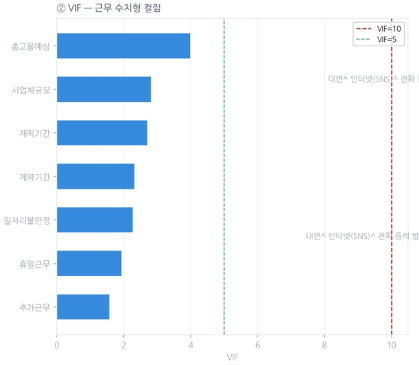 ② VIF — 근무 수치형 컬럼
VIF=10
VIF=5
총고용예상
사업체규모
대면^ 인터넷(SNS)^ 전화
재직기간
계약기간
일자리불안정
대면^ 인터넷(SNS)^ 전화 등의 방
휴일근무
추가근무
0 2 4 6 8 10
VIF